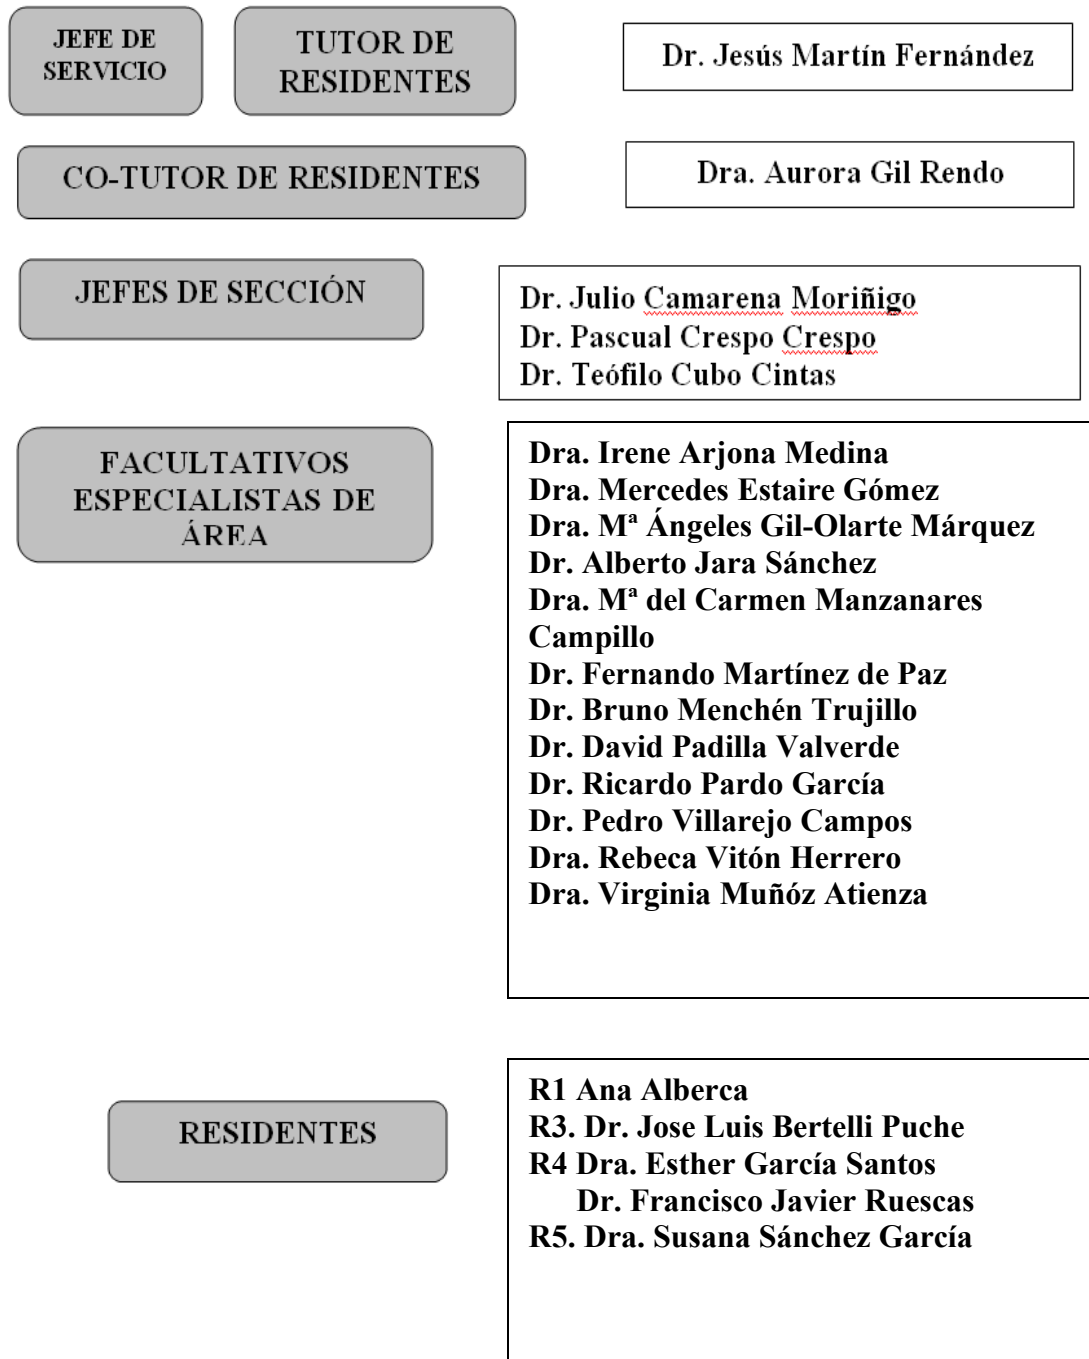 JEFE DE
SERVICIO
TUTOR DE
RESIDENTES
Dr. Jesús Martín Fernández
CO-TUTOR DE RESIDENTES
Dra. Aurora Gil Rendo
JEFES DE SECCIÓN
Dr. Julio Camarena Moriñigo
Dr. Pascual Crespo Crespo
Dr. Teófilo Cubo Cintas
FACULTATIVOS
ESPECIALISTAS DE
ÁREA
Dra. Irene Arjona Medina
Dra. Mercedes Estaire Gómez
Dra. Mª Ángeles Gil-Olarte Márquez
Dr. Alberto Jara Sánchez
Dra. Mª del Carmen Manzanares
Campillo
Dr. Fernando Martínez de Paz
Dr. Bruno Menchén Trujillo
Dr. David Padilla Valverde
Dr. Ricardo Pardo García
Dr. Pedro Villarejo Campos
Dra. Rebeca Vitón Herrero
Dra. Virginia Muñóz Atienza
RESIDENTES
R1 Ana Alberca
R3. Dr. Jose Luis Bertelli Puche
R4 Dra. Esther García Santos
Dr. Francisco Javier Ruescas
R5. Dra. Susana Sánchez García